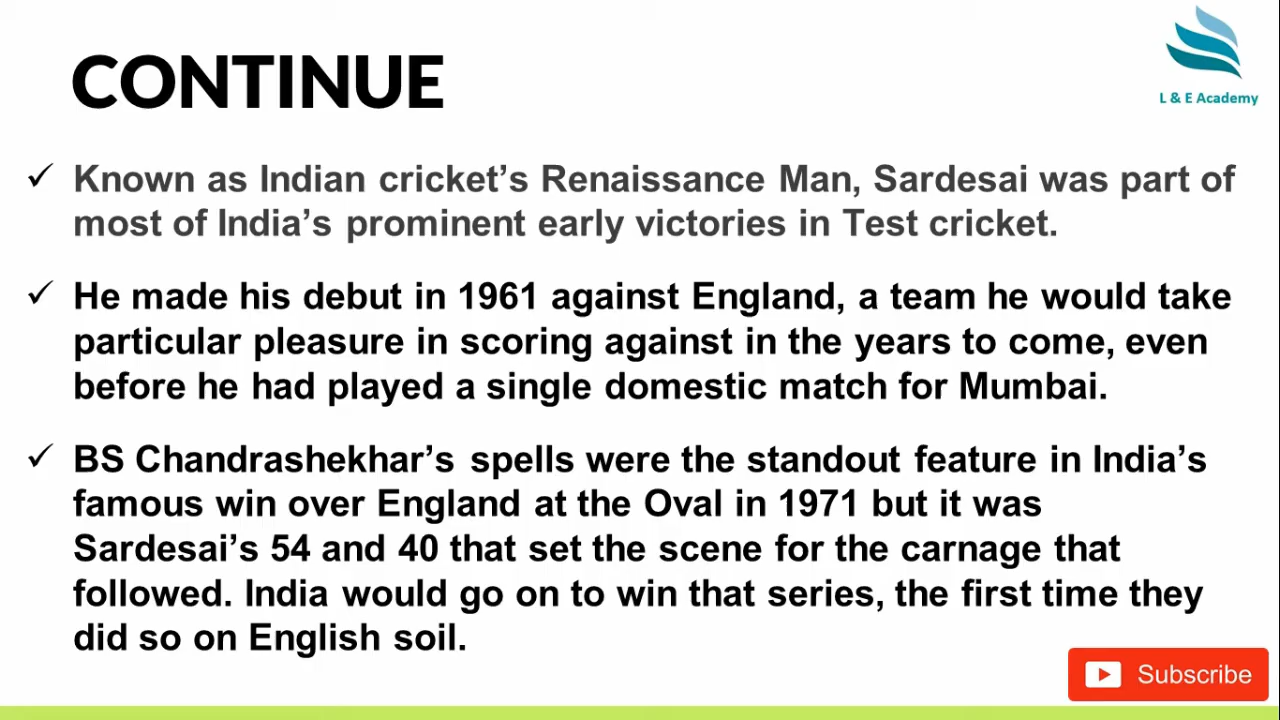 CONTINUE
L & E Academy
✓ Known as Indian cricket’s Renaissance Man, Sardesai was part of
most of India’s prominent early victories in Test cricket.
✓ He made his debut in 1961 against England, a team he would take
particular pleasure in scoring against in the years to come, even
before he had played a single domestic match for Mumbai.
✓ BS Chandrashekhar’s spells were the standout feature in India’s
famous win over England at the Oval in 1971 but it was
Sardesai’s 54 and 40 that set the scene for the carnage that
followed. India would go on to win that series, the first time they
did so on English soil.
Subscribe